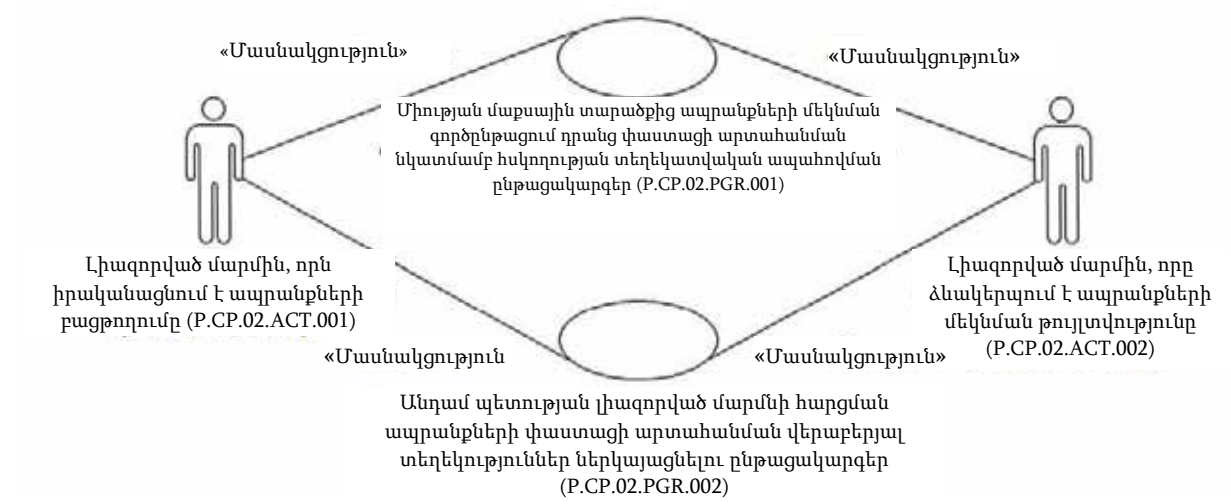 «Մասնակցություն»
«Մասնակցություն»
Միության մաքսային տարածքից ապրանքների մեկնման
գործընթացում դրանց փաստացի արտահանման
նկատմամբ հսկողության տեղեկատվական ապահովման
ընթացակարգեր (P.CP.02.PGR.001)
Լիազորված մարմին, որն
իրականացնում է ապրանքների
բացթողումը (P.CP.02.ACT.001)
Լիազորված մարմին, որը
ձևակերպում է ապրանքների
մեկնման թույլտվությունը
(P.CP.02.ACT.002)
«Մասնակցություն
«Մասնակցություն»
Անդամ պետության լիազորված մարմնի հարցման
ապրանքների փաստացի արտահանման վերաբերյալ
տեղեկություններ ներկայացնելու ընթացակարգեր
(P.CP.02.PGR.002)